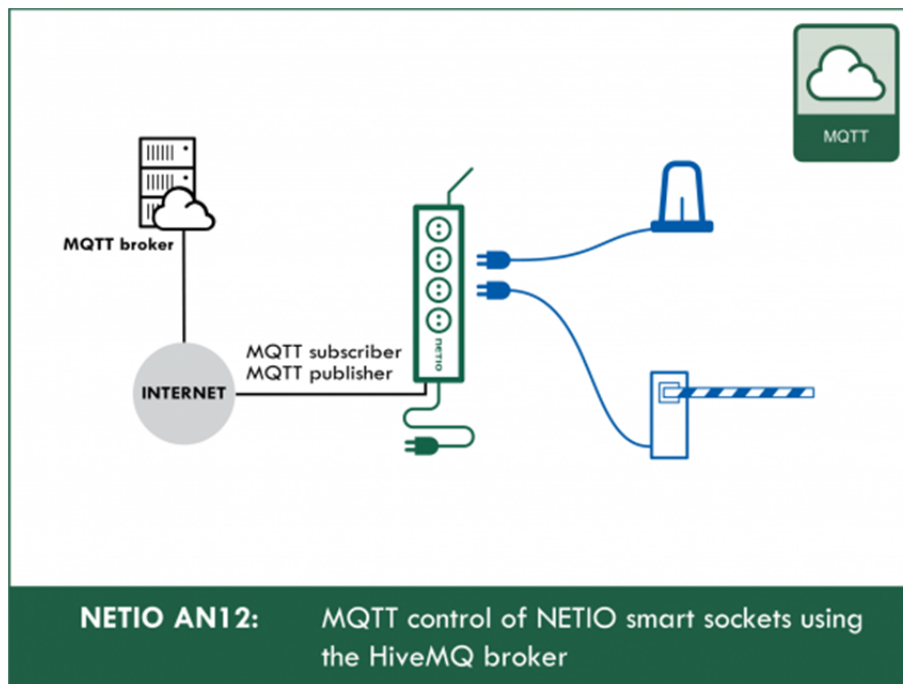 MQTT
MQTT broker
MQTT subscriber
MQTT publisher
INTERNET
NETIO
NETIO AN12: MQTT control of NETIO smart sockets using
the HiveMQ broker